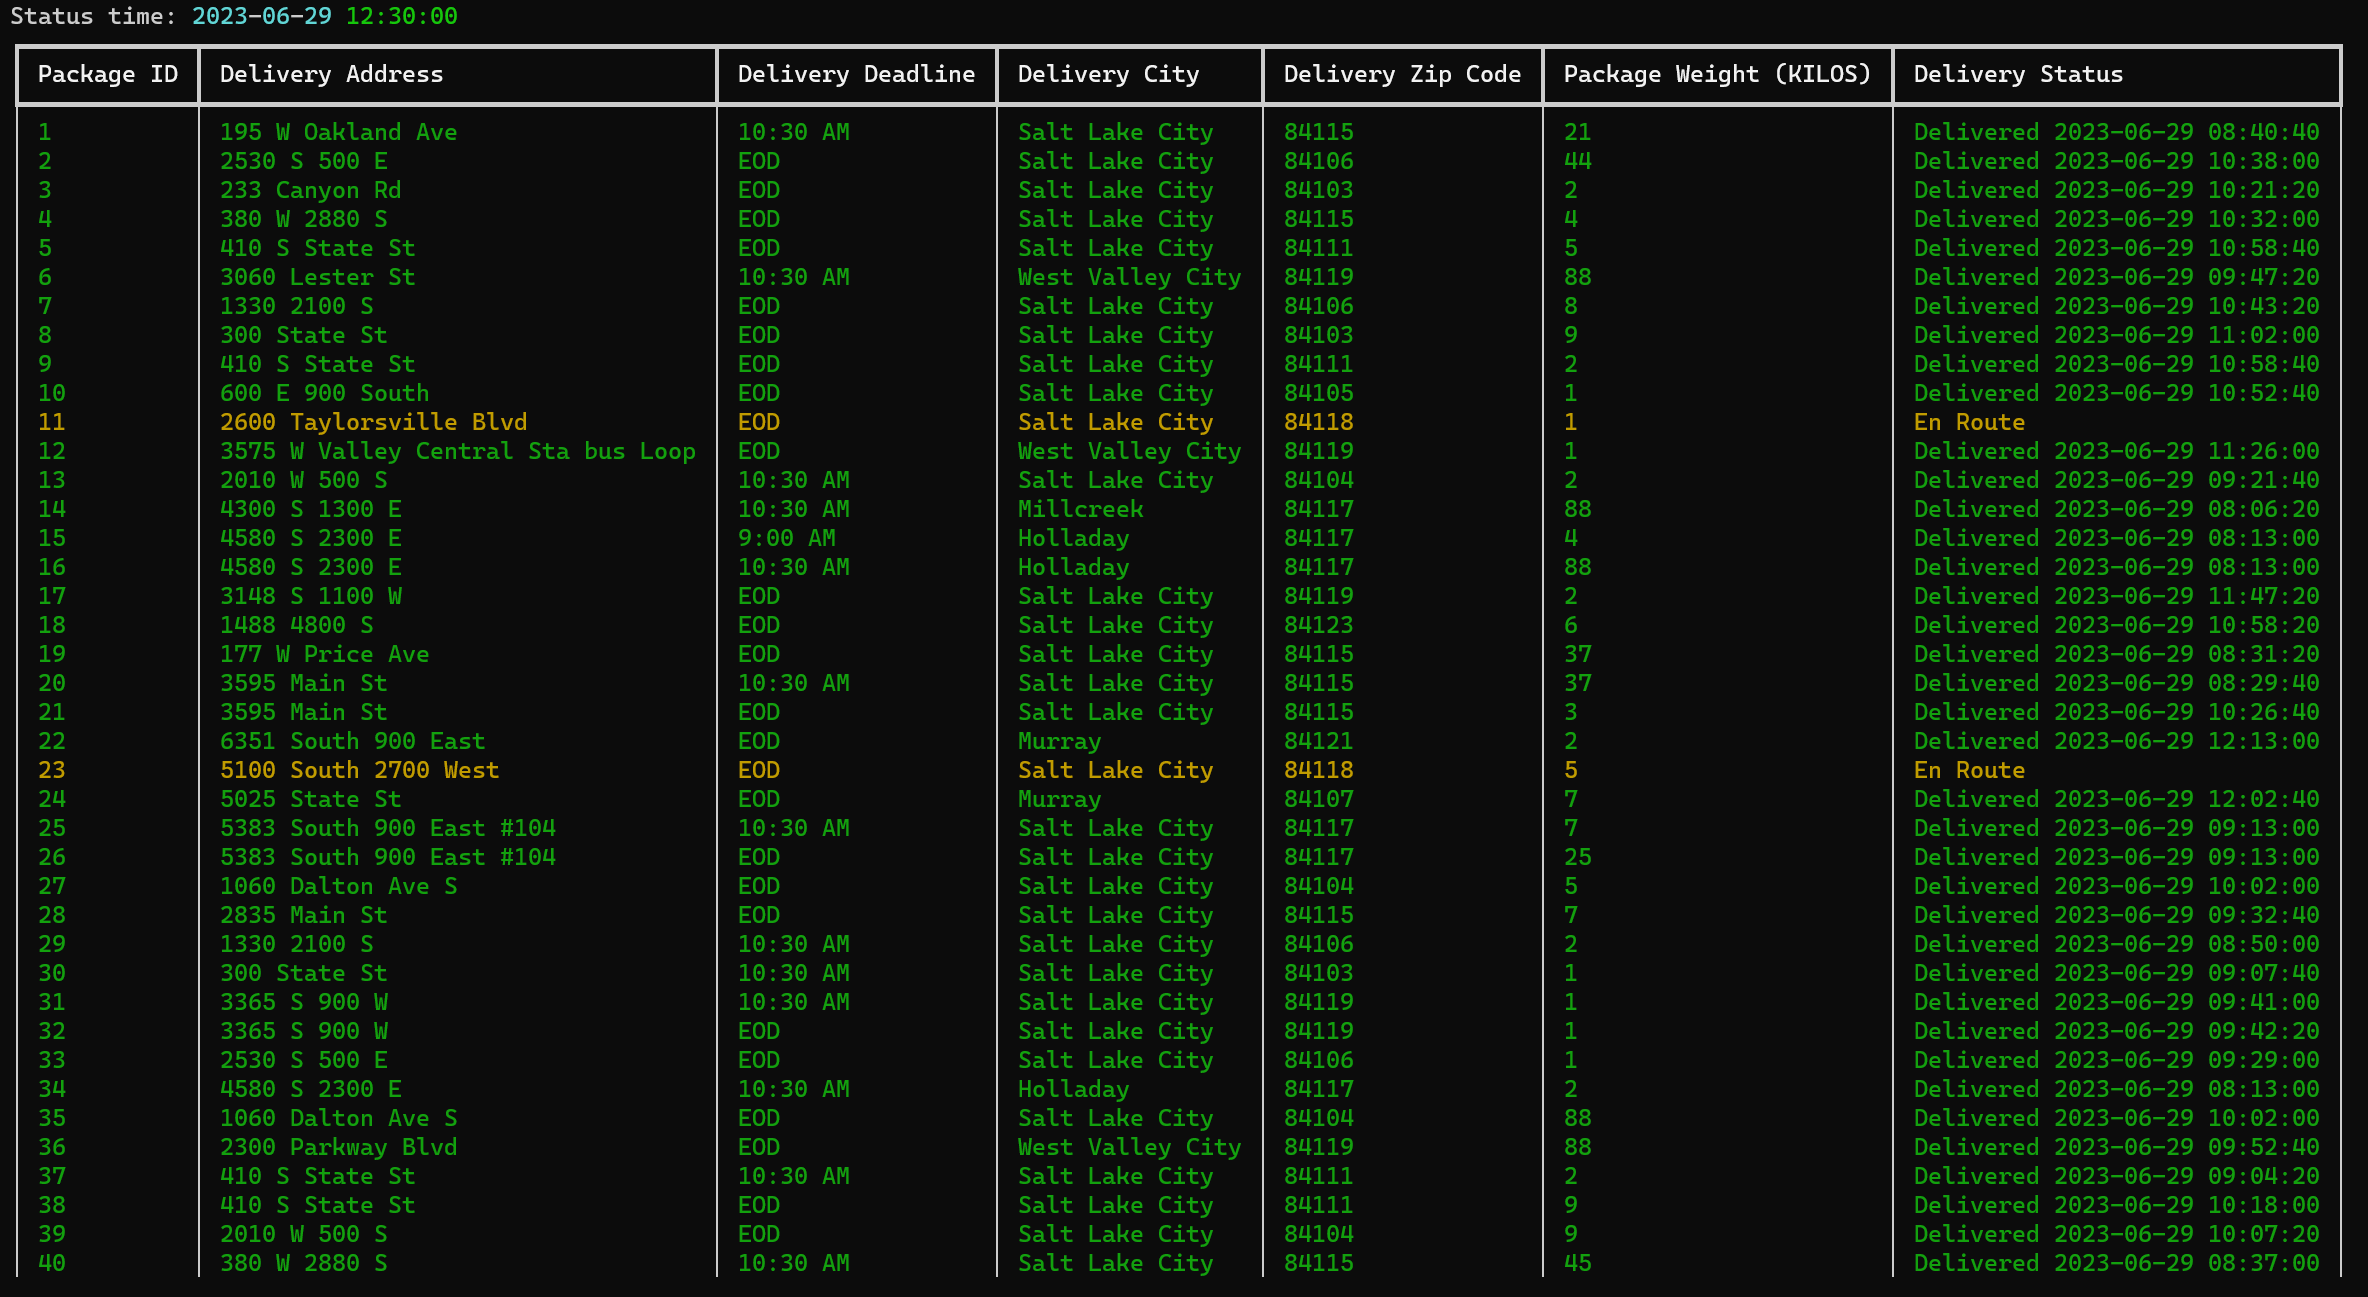 Status time: 2023-06-29 12:30:00
Package ID Delivery Address Delivery Deadline Delivery City Delivery Zip Code Package Weight (KILOS) Delivery Status
1 195 W Oakland Ave 10:30 AM Salt Lake City 84115 21 Delivered 2023-06-29 08:40:40
2 2530 S 500 E EOD Salt Lake City 84106 44 Delivered 2023-06-29 10:38:00
3 233 Canyon Rd EOD Salt Lake City 84103 2 Delivered 2023-06-29 10:21:20
4 380 W 2880 S EOD Salt Lake City 84115 4 Delivered 2023-06-29 10:32:00
5 410 S State St EOD Salt Lake City 84111 5 Delivered 2023-06-29 10:58:40
6 3060 Lester St 10:30 AM West Valley City 84119 88 Delivered 2023-06-29 09:47:20
7 1330 2100 S EOD Salt Lake City 84106 8 Delivered 2023-06-29 10:43:20
8 300 State St EOD Salt Lake City 84103 9 Delivered 2023-06-29 11:02:00
9 410 S State St EOD Salt Lake City 84111 2 Delivered 2023-06-29 10:58:40
10 600 E 900 South EOD Salt Lake City 84105 1 Delivered 2023-06-29 10:52:40
11 2600 Taylorsville Blvd EOD Salt Lake City 84118 1 En Route
12 3575 W Valley Central Sta bus Loop EOD West Valley City 84119 1 Delivered 2023-06-29 11:26:00
13 2010 W 500 S 10:30 AM Salt Lake City 84104 2 Delivered 2023-06-29 09:21:40
14 4300 S 1300 E 10:30 AM Millcreek 84117 88 Delivered 2023-06-29 08:06:20
15 4580 S 2300 E 9:00 AM Holladay 84117 4 Delivered 2023-06-29 08:13:00
16 4580 S 2300 E 10:30 AM Holladay 84117 88 Delivered 2023-06-29 08:13:00
17 3148 S 1100 W EOD Salt Lake City 84119 2 Delivered 2023-06-29 11:47:20
18 1488 4800 S EOD Salt Lake City 84123 6 Delivered 2023-06-29 10:58:20
19 177 W Price Ave EOD Salt Lake City 84115 37 Delivered 2023-06-29 08:31:20
20 3595 Main St 10:30 AM Salt Lake City 84115 37 Delivered 2023-06-29 08:29:40
21 3595 Main St EOD Salt Lake City 84115 3 Delivered 2023-06-29 10:26:40
22 6351 South 900 East EOD Murray 84121 2 Delivered 2023-06-29 12:13:00
23 5100 South 2700 West EOD Salt Lake City 84118 5 En Route
24 5025 State St EOD Murray 84107 7 Delivered 2023-06-29 12:02:40
25 5383 South 900 East #104 10:30 AM Salt Lake City 84117 7 Delivered 2023-06-29 09:13:00
26 5383 South 900 East #104 EOD Salt Lake City 84117 25 Delivered 2023-06-29 09:13:00
27 1060 Dalton Ave S EOD Salt Lake City 84104 5 Delivered 2023-06-29 10:02:00
28 2835 Main St EOD Salt Lake City 84115 7 Delivered 2023-06-29 09:32:40
29 1330 2100 S 10:30 AM Salt Lake City 84106 2 Delivered 2023-06-29 08:50:00
30 300 State St 10:30 AM Salt Lake City 84103 1 Delivered 2023-06-29 09:07:40
31 3365 S 900 W 10:30 AM Salt Lake City 84119 1 Delivered 2023-06-29 09:41:00
32 3365 S 900 W EOD Salt Lake City 84119 1 Delivered 2023-06-29 09:42:20
33 2530 S 500 E EOD Salt Lake City 84106 1 Delivered 2023-06-29 09:29:00
34 4580 S 2300 E 10:30 AM Holladay 84117 2 Delivered 2023-06-29 08:13:00
35 1060 Dalton Ave S EOD Salt Lake City 84104 88 Delivered 2023-06-29 10:02:00
36 2300 Parkway Blvd EOD West Valley City 84119 88 Delivered 2023-06-29 09:52:40
37 410 S State St 10:30 AM Salt Lake City 84111 2 Delivered 2023-06-29 09:04:20
38 410 S State St EOD Salt Lake City 84111 9 Delivered 2023-06-29 10:18:00
39 2010 W 500 S EOD Salt Lake City 84104 9 Delivered 2023-06-29 10:07:20
40 380 W 2880 S 10:30 AM Salt Lake City 84115 45 Delivered 2023-06-29 08:37:00